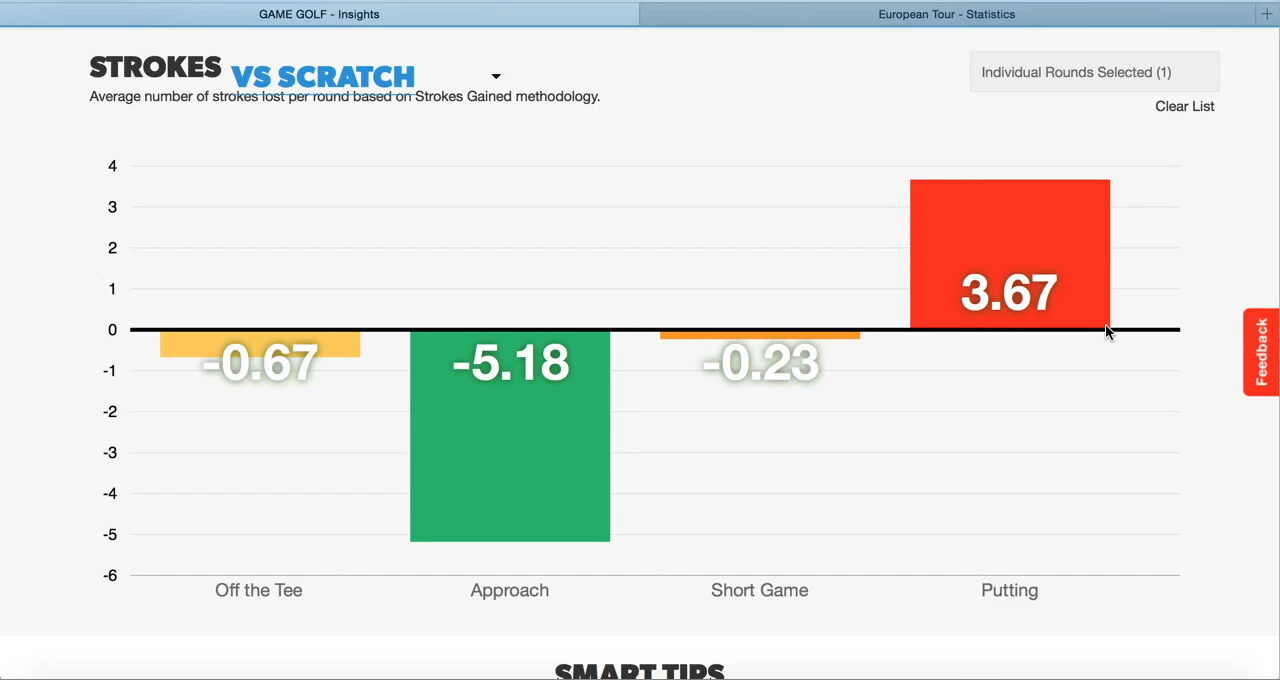 GAME GOLF - Insights
European Tour - Statistics
+
STROKES VS SCRATCH
Individual Rounds Selected (1)
Average number of strokes lost per round based on Strokes Gained methodology.
Clear List
4
3
2
1
0
-1
-2
-3
-4
-5
-6
-0.67
-5.18
-0.23
3.67
Off the Tee
Approach
Short Game
Putting
Feedback
SMART TIPS